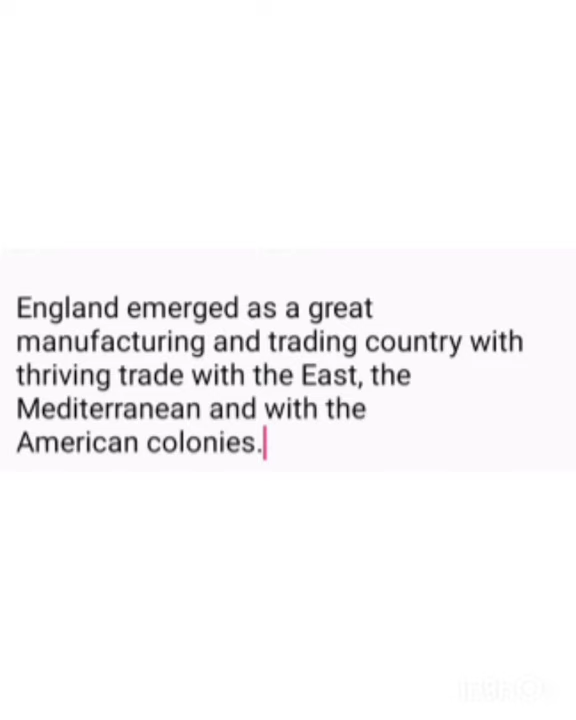 England emerged as a great
manufacturing and trading country with
thriving trade with the East, the
Mediterranean and with the
American colonies.